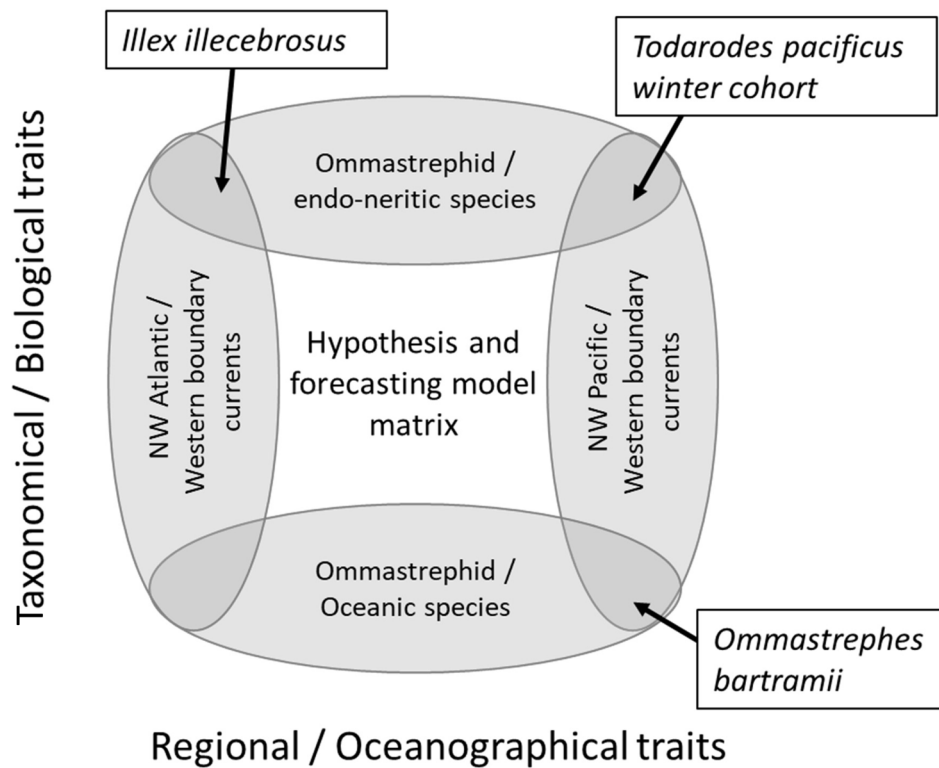 Illex illecebrosus
Todarodes pacificus
winter cohort
Ommastrephid /
endo-neritic species
Taxonomical / Biological traits
NW Atlantic /
Western boundary
currents
Hypothesis and
forecasting model
matrix
NW Pacific /
Western boundary
currents
Ommastrephid /
Oceanic species
Ommastrephes
bartramii
Regional / Oceanographical traits